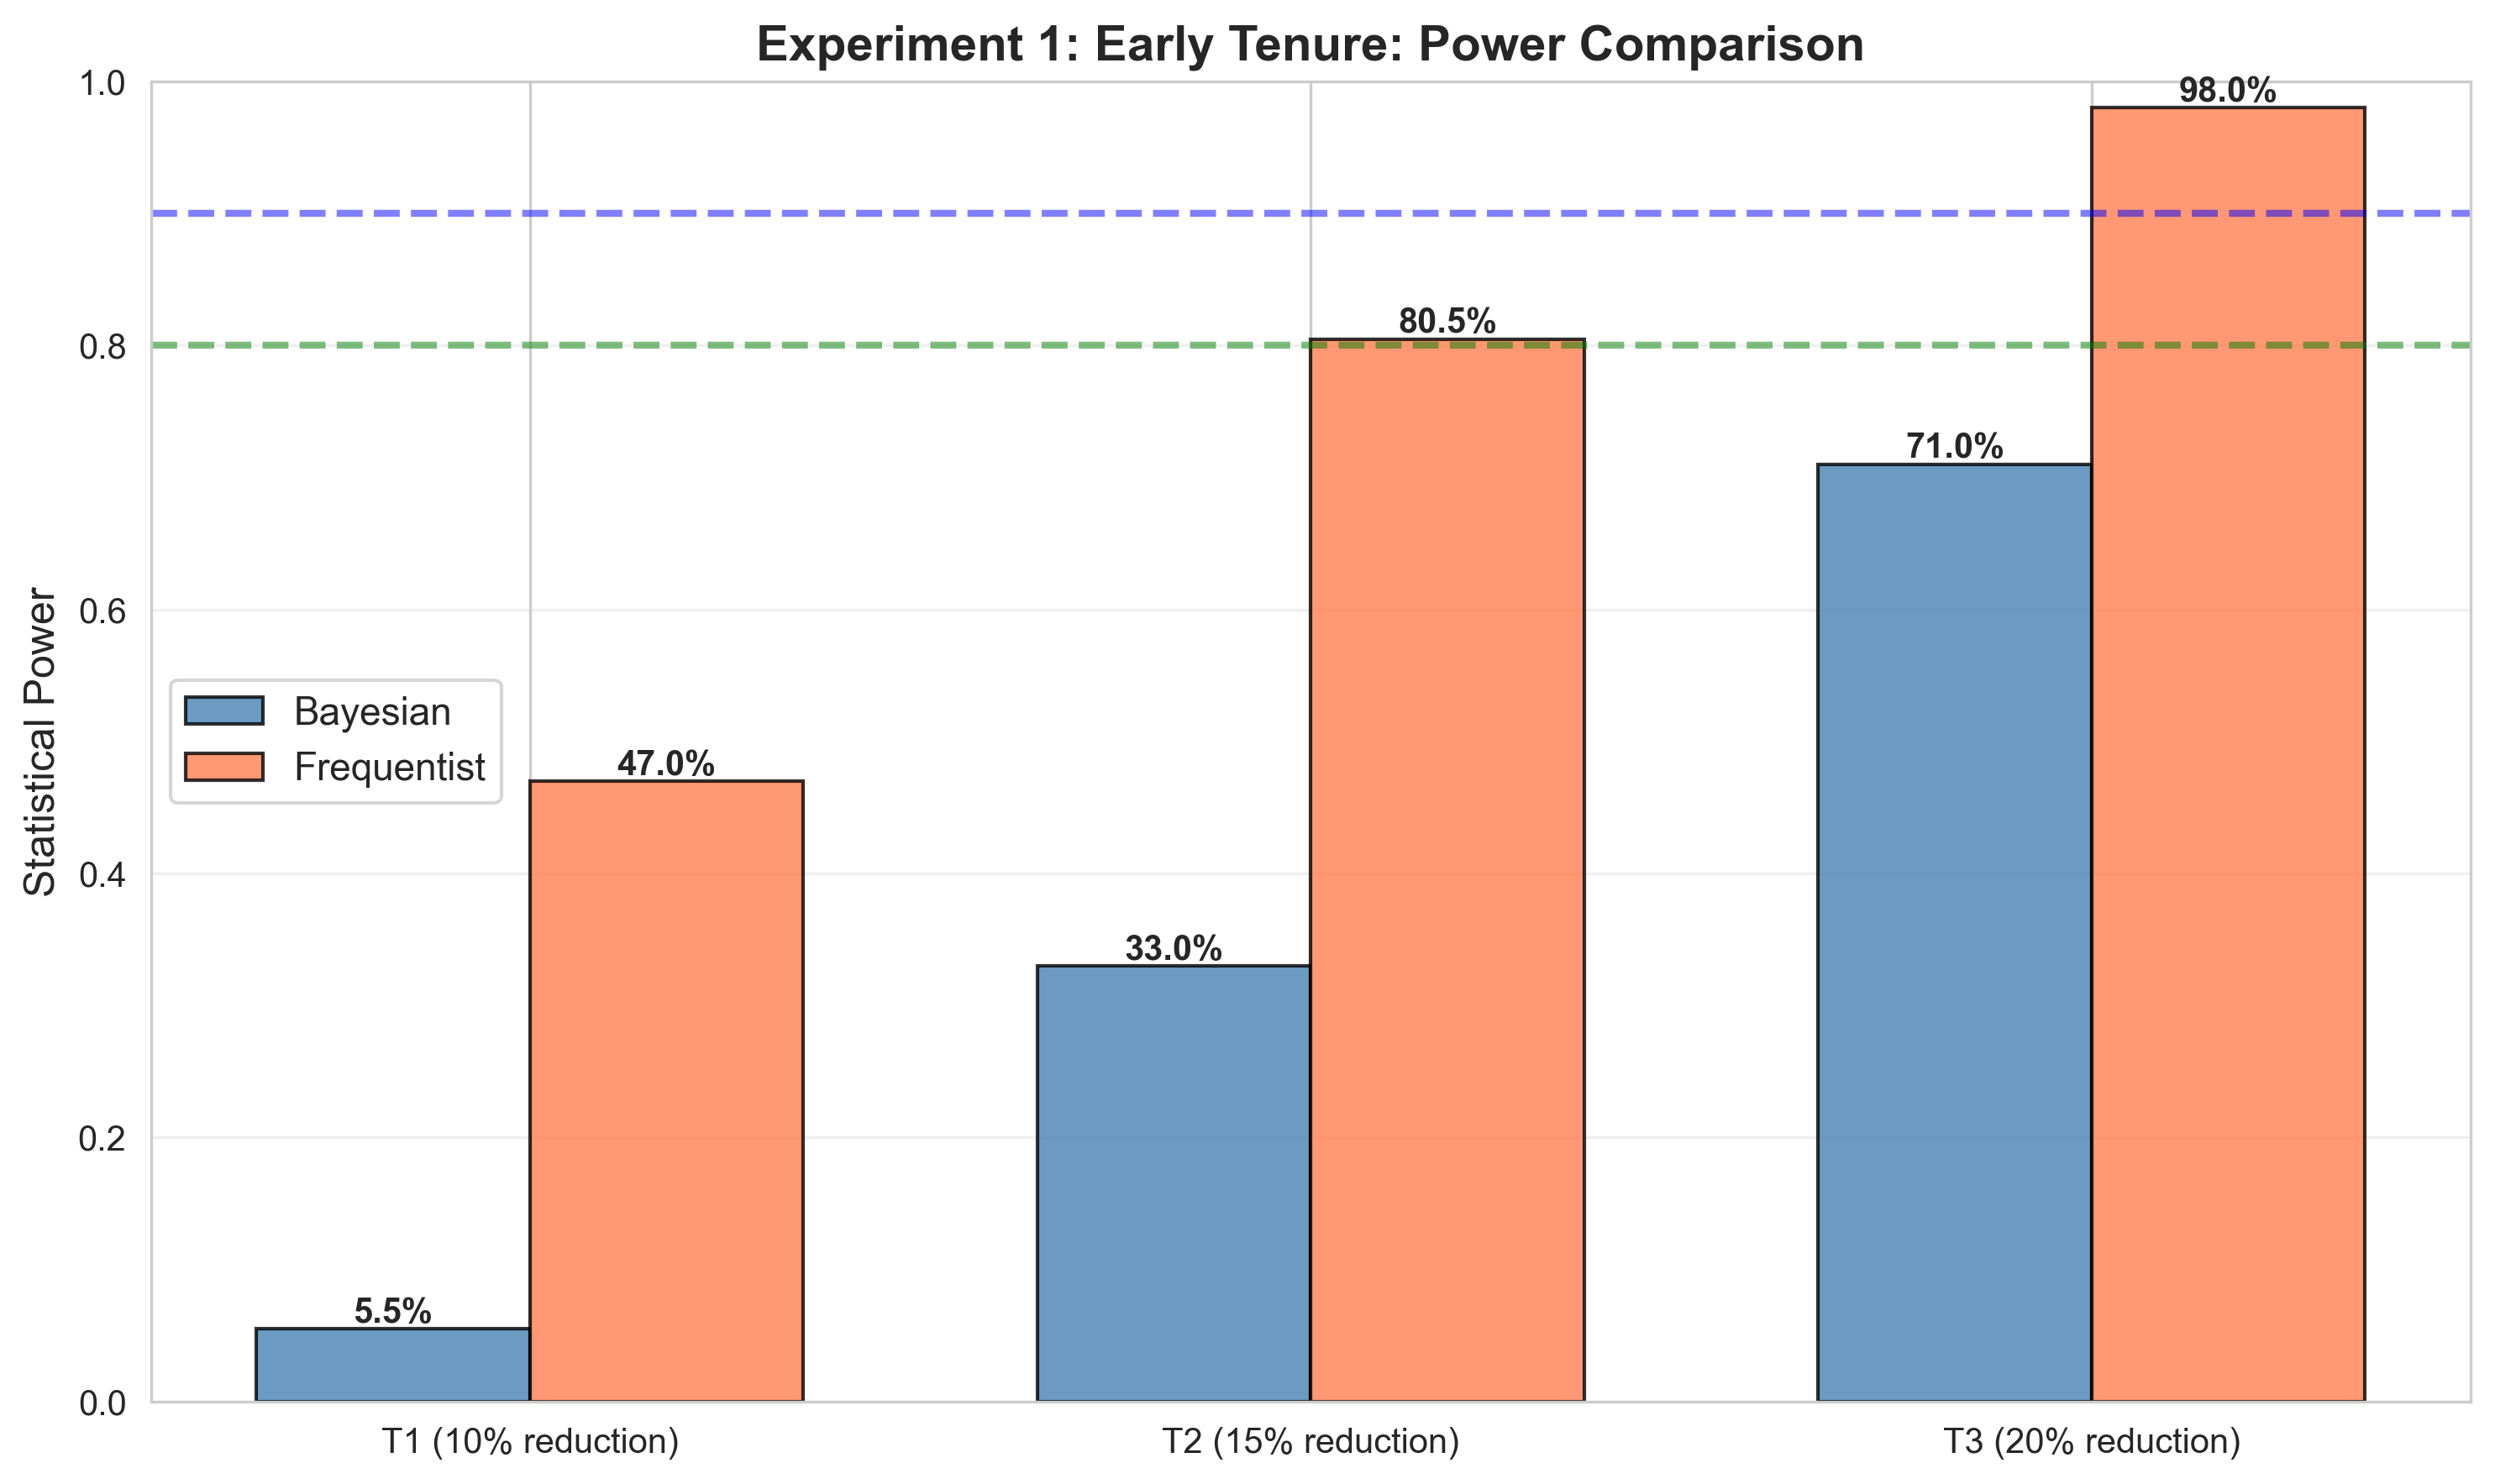 Experiment 1: Early Tenure: Power Comparison
1.0
0.8
0.6
0.4
0.2
0.0
Statistical Power
98.0%
80.5%
71.0%
47.0%
33.0%
5.5%
Bayesian
Frequentist
T1 (10% reduction)
T2 (15% reduction)
T3 (20% reduction)